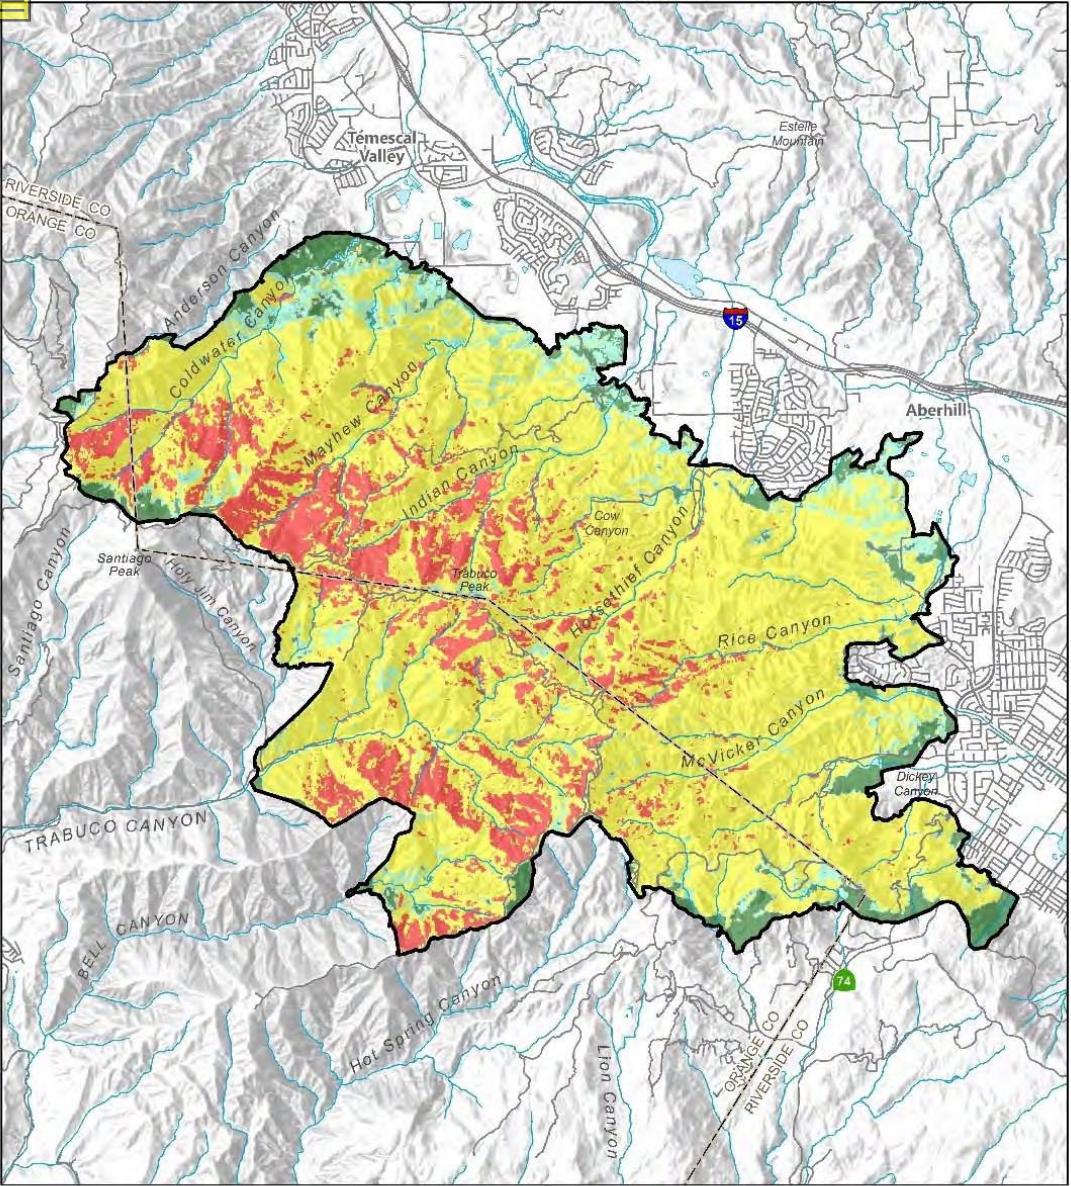 Estelle
Mountain
Temescal
Valley
RIVERSIDE CO
ORANGE CO
Anderson Canyon
Coldwater Canyon
15
Aberhill
Mayhew Canyon
Indian Canyon
Cow
Canyon
Horsethief Canyon
Santiago
Peak
Santiago Canyon
Holy Jim Canyon
Trabuco
Peak
Rice Canyon
McVicker Canyon
Dickey
Canyon
TRABUCO CANYON
BELL CANYON
Hot Spring Canyon
Lion Canyon
74
ORANGE CO
RIVERSIDE CO